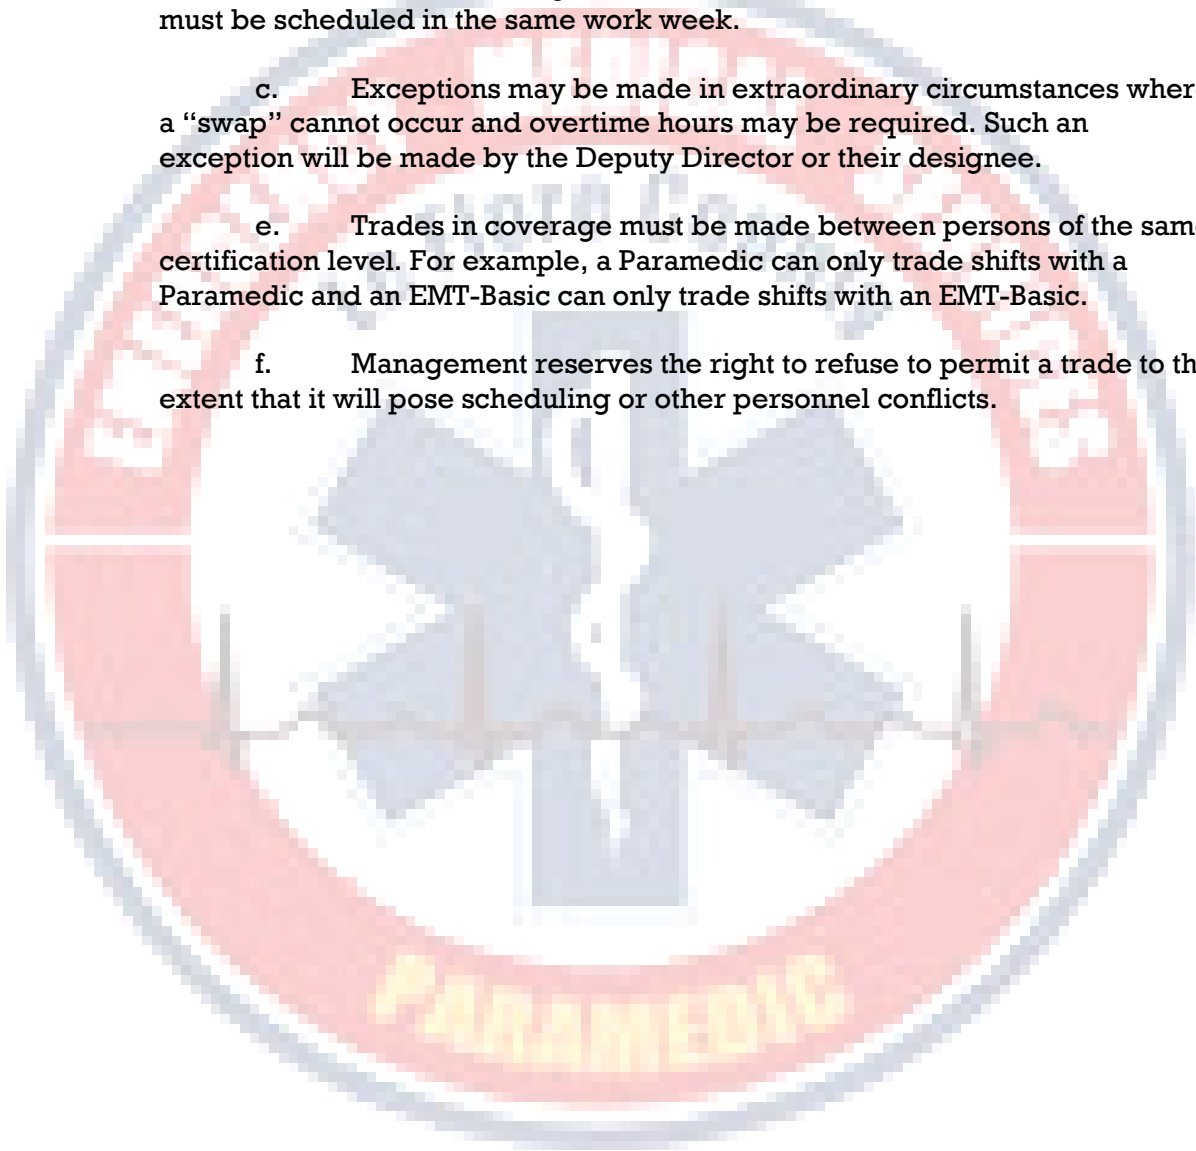 must be scheduled in the same work week.
c. Exceptions may be made in extraordinary circumstances wher
a “swap” cannot occur and overtime hours may be required. Such an
exception will be made by the Deputy Director or their designee.
e. Trades in coverage must be made between persons of the sam
certification level. For example, a Paramedic can only trade shifts with a
Paramedic and an EMT-Basic can only trade shifts with an EMT-Basic.
f. Management reserves the right to refuse to permit a trade to th
extent that it will pose scheduling or other personnel conflicts.
PARAMEDIC